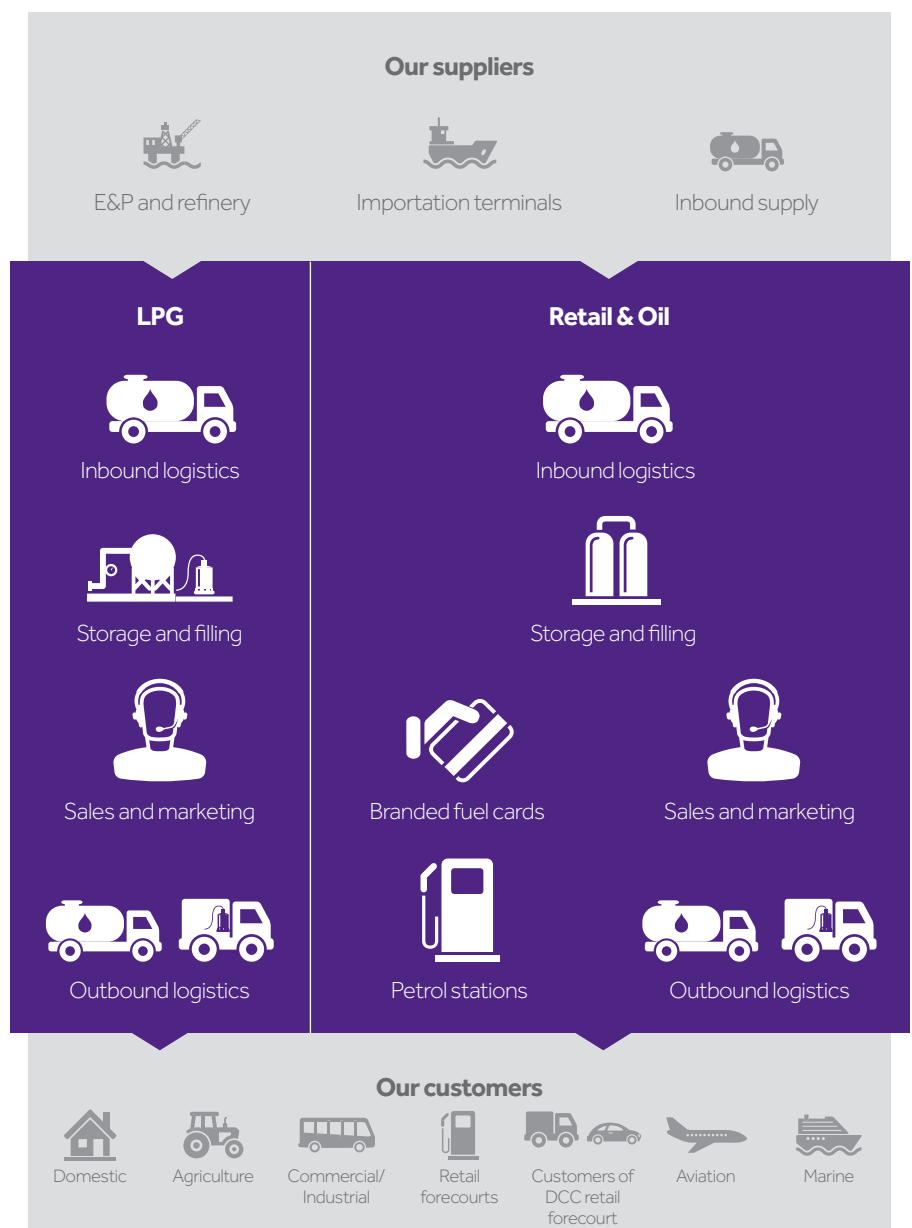 Our suppliers
E&P and refinery
Importation terminals
Inbound supply
LPG
Retail & Oil
Inbound logistics
Inbound logistics
Storage and filling
Storage and filling
Sales and marketing
Branded fuel cards
Sales and marketing
Outbound logistics
Petrol stations
Outbound logistics
Our customers
Domestic
Agriculture
Commercial/
Industrial
Retail
forecourts
Customers of
DCC retail
forecourt
Aviation
Marine